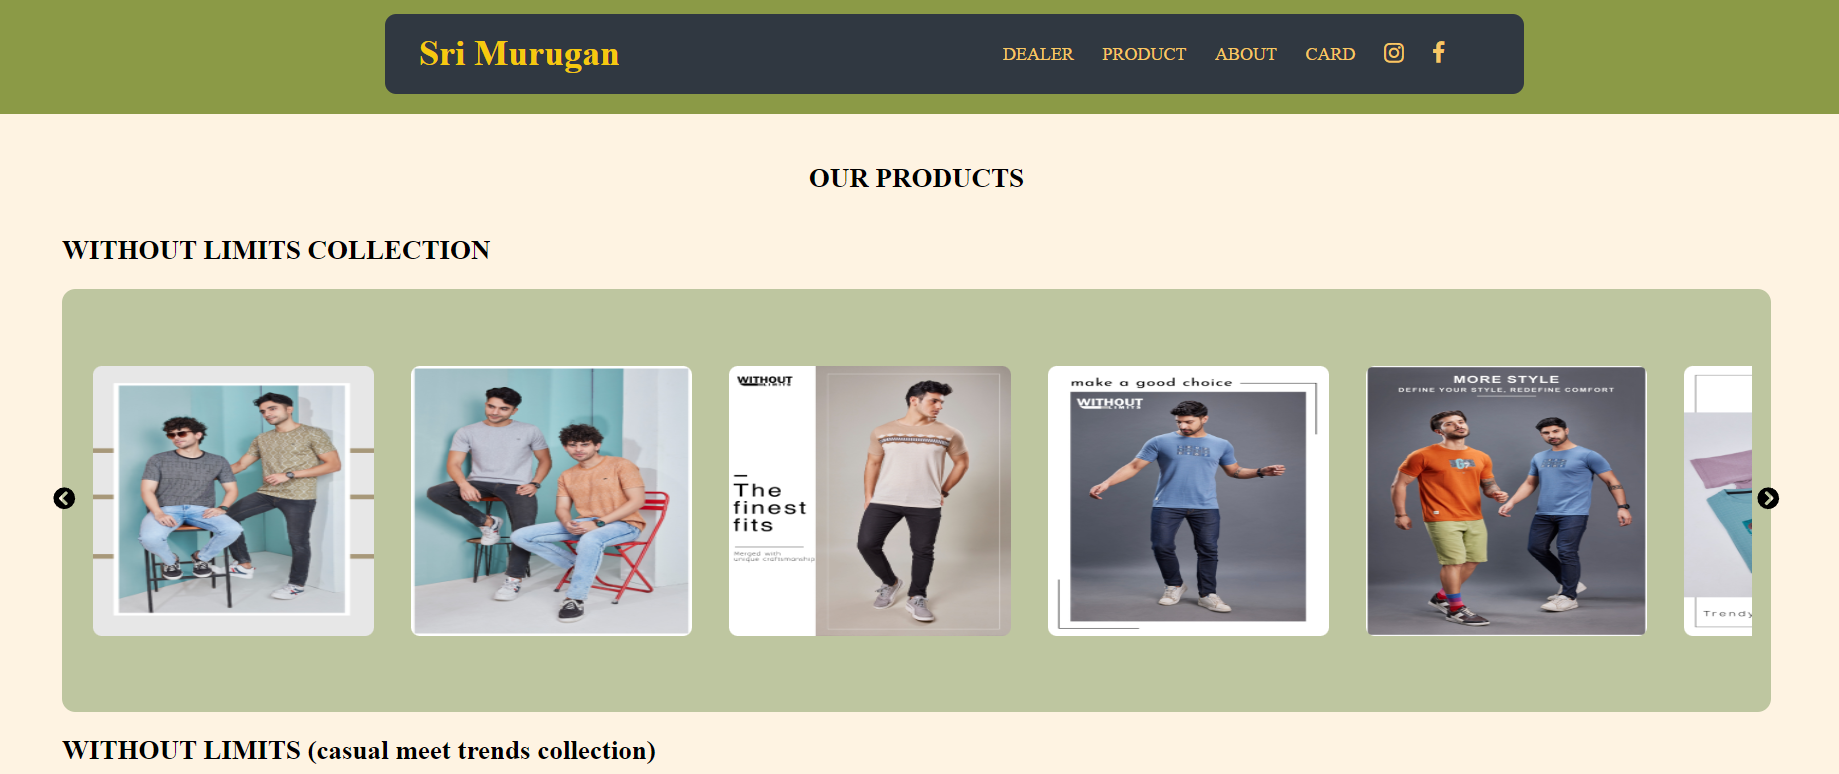 Sri Murugan
DEALER PRODUCT ABOUT CARD
OUR PRODUCTS
WITHOUT LIMITS COLLECTION
WITHOUT
The
finest
fits
Merged with
unique craftsmanship
make a good choice
WITHOUT
LIMITS
MORE STYLE
DEFINE YOUR STYLE, REDEFINE COMFORT
Trendy
WITHOUT LIMITS (casual meet trends collection)